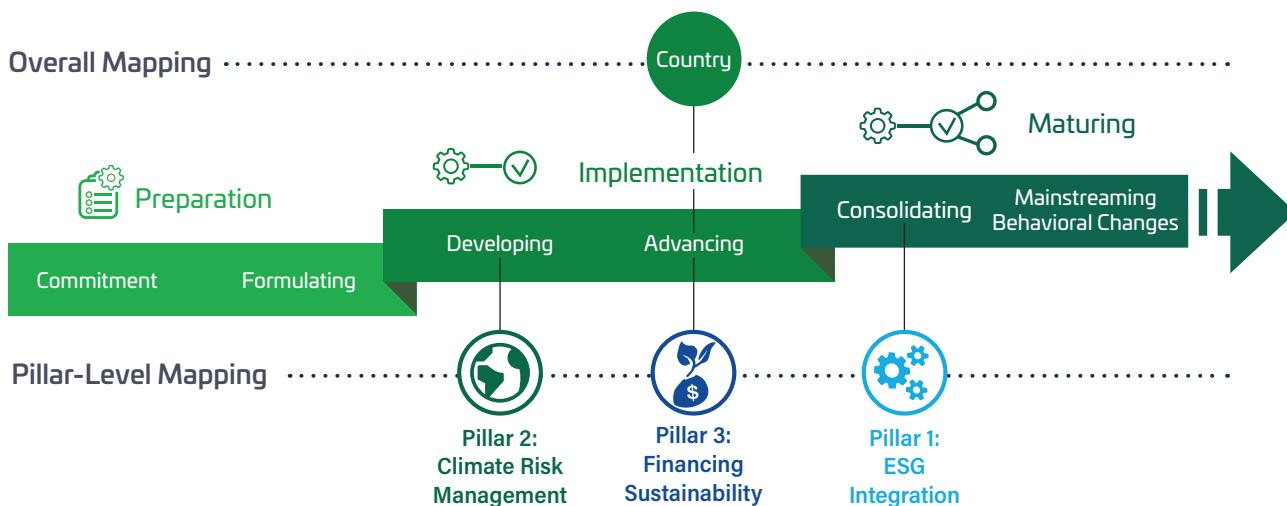 Overall Mapping
Country
Maturing
Implementation
Preparation
Consolidating
Mainstreaming
Behavioral Changes
Developing
Advancing
Commitment
Formulating
Pillar-Level Mapping
$
Pillar 2:
Climate Risk
Management
Pillar 3:
Financing
Sustainability
Pillar 1:
ESG
Integration